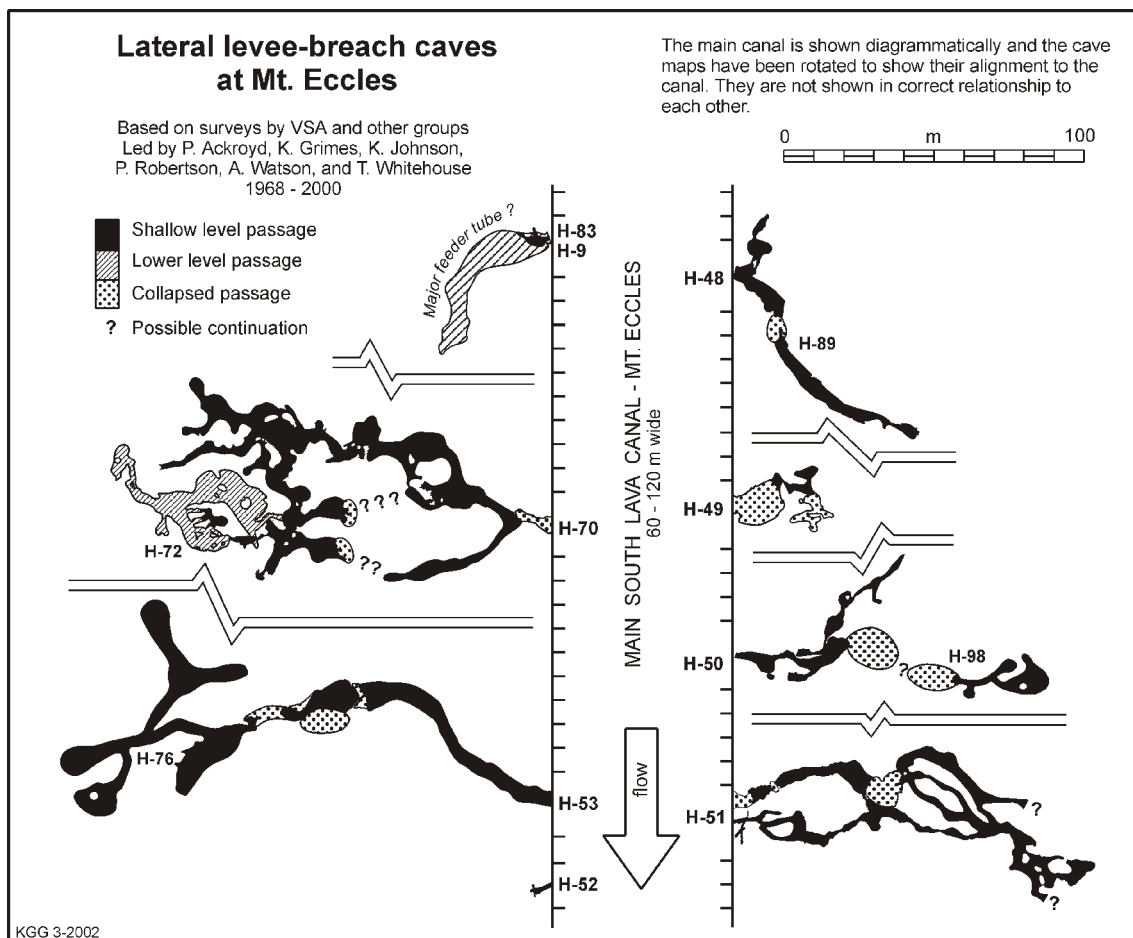 Lateral levee-breach caves
at Mt. Eccles
Based on surveys by VSA and other groups
Led by P. Ackroyd, K. Grimes, K. Johnson,
P. Robertson, A. Watson, and T. Whitehouse
1968 - 2000
The main canal is shown diagrammatically and the cave
maps have been rotated to show their alignment to the
canal. They are not shown in correct relationship to
each other.
0 m 100
Shallow level passage
Lower level passage
Collapsed passage
? Possible continuation
Major feeder tube ?
H-83
H-9
H-48
H-89
MAIN SOUTH LAVA CANAL - MT. ECCLES
60 - 120 m wide
? ? ?
H-70
H-72
??
H-49
H-50
?
H-98
H-76
H-53
flow
H-51
?
?
H-52
KGG 3-2002